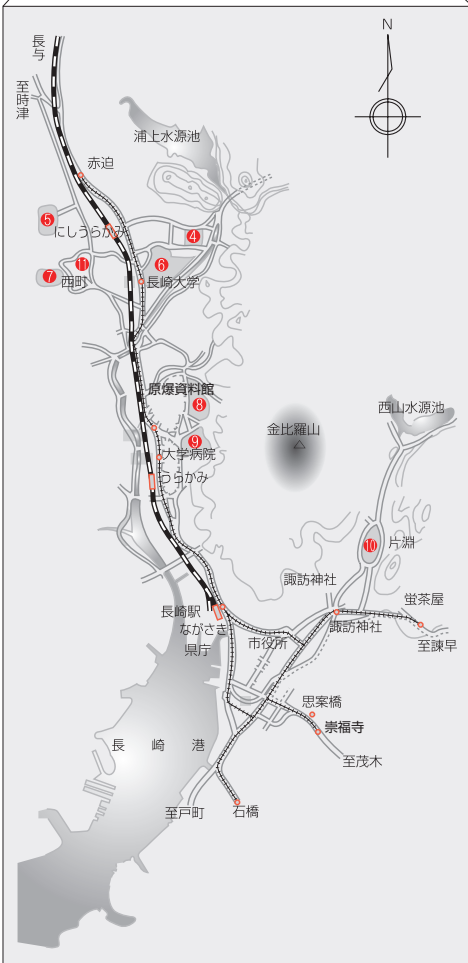 N
長与
至時津
浦上水源池
赤迫
⑤
にしうらかみ
④
⑪
⑥
⑦
西町
長崎大学
原爆資料館
⑧
西山水源池
金比羅山
⑨
大学病院
うらかみ
⑩
片淵
諏訪神社
蛍茶屋
長崎駅
ながさき
諏訪神社
市役所
至諫早
県庁
思案橋
崇福寺
長崎港
至茂木
至戸町
石橋